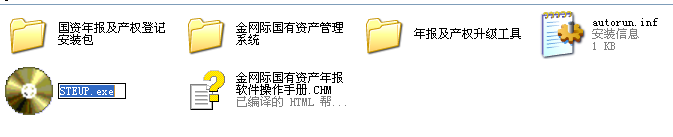 国资年报及产权登记
安装包
金网际国有资产管理
系统
年报及产权升级工具
autorun.inf
安装信息
1 KB
STEUP.exe
金网际国有资产年报
软件操作手册.CHM
已编译的 HTML 帮...